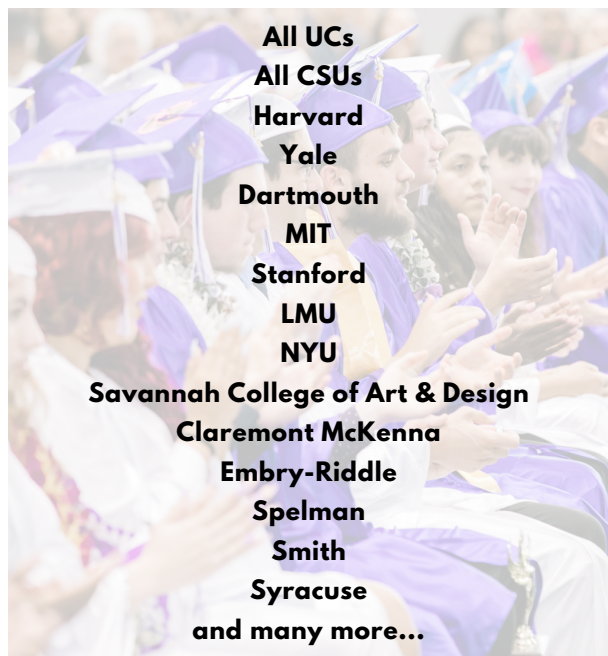 All UCs
All CSUs
Harvard
Yale
Dartmouth
MIT
Stanford
LMU
NYU
Savannah College of Art & Design
Claremont McKenna
Embry-Riddle
Spelman
Smith
Syracuse
and many more...